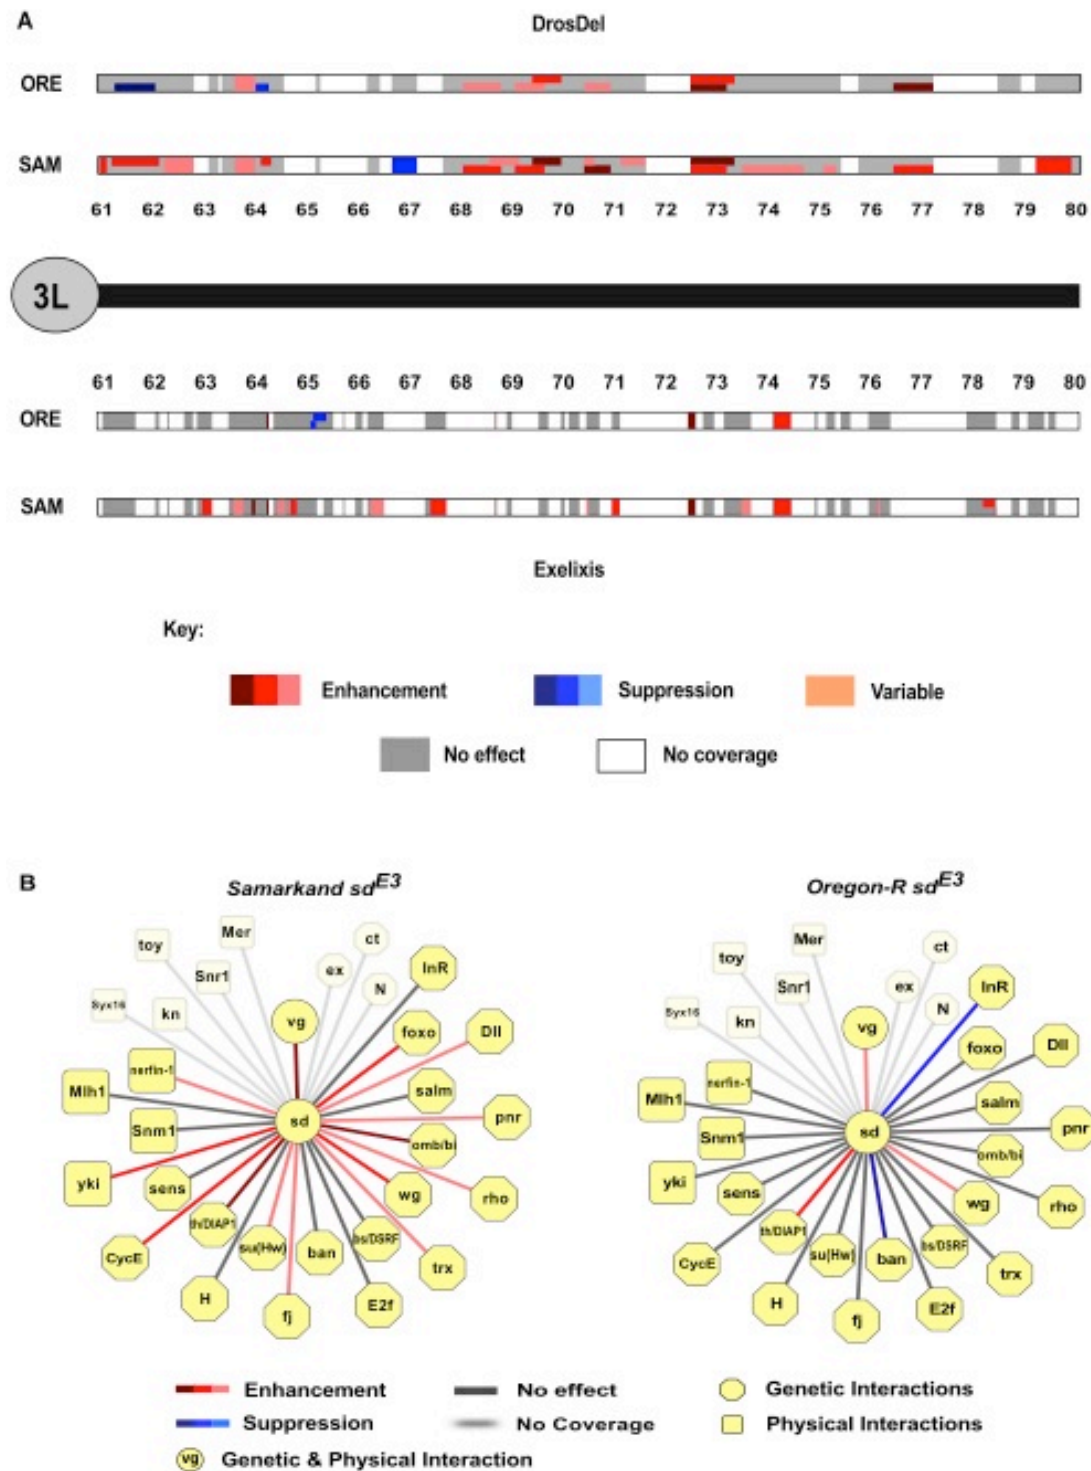 A
DrosDel
ORE
SAM
61 62 63 64 65 66 67 68 69 70 71 72 73 74 75 76 77 78 79 80
3L
61 62 63 64 65 66 67 68 69 70 71 72 73 74 75 76 77 78 79 80
ORE
SAM
Exelixis
Key:
Enhancement Suppression Variable
No effect No coverage
B
Samarkand sd^E3
toy
Mer
ct
ex
InR
Snr1
N
Syx16
kn
vg
foxo
Dll
nerfin-1
Mlh1
salm
sd
pnr
Snm1
omb/bi
yki
sens
wg
rho
th/DIAP1
CycE
su(Hw)
ban
bs/DSRF
trx
H
fj
E2f
Oregon-R sd^E3
toy
Mer
ct
ex
InR
Snr1
N
Syx16
kn
vg
foxo
Dll
nerfin-1
Mlh1
salm
sd
pnr
Snm1
omb/bi
yki
sens
wg
rho
th/DIAP1
CycE
su(Hw)
ban
bs/DSRF
trx
H
fj
E2f
Enhancement No effect Genetic Interactions
Suppression No Coverage Physical Interactions
vg Genetic & Physical Interaction